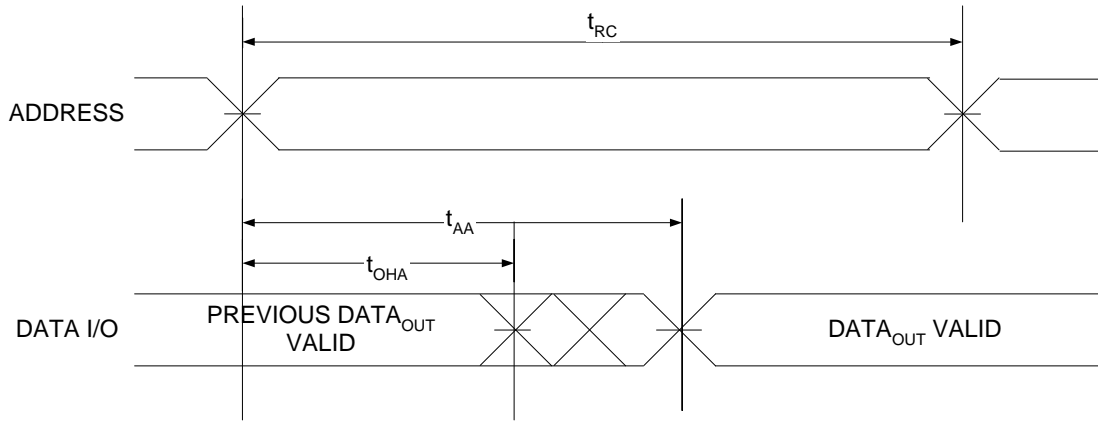 tRC
ADDRESS
tAA
tOHA
DATA I/O
PREVIOUS DATAOUT
VALID
DATAOUT VALID